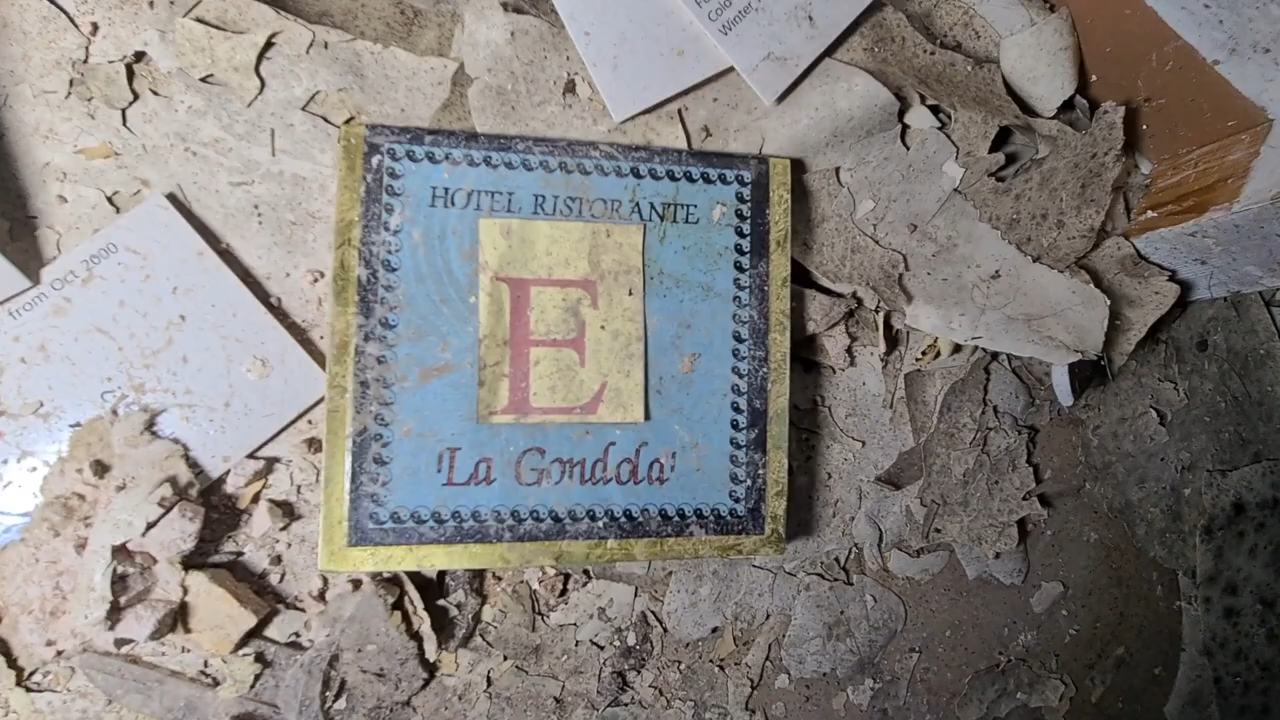 Cold
Winter
HOTEL RISTORANTE
E
'La Gondola'
from Oct 2000